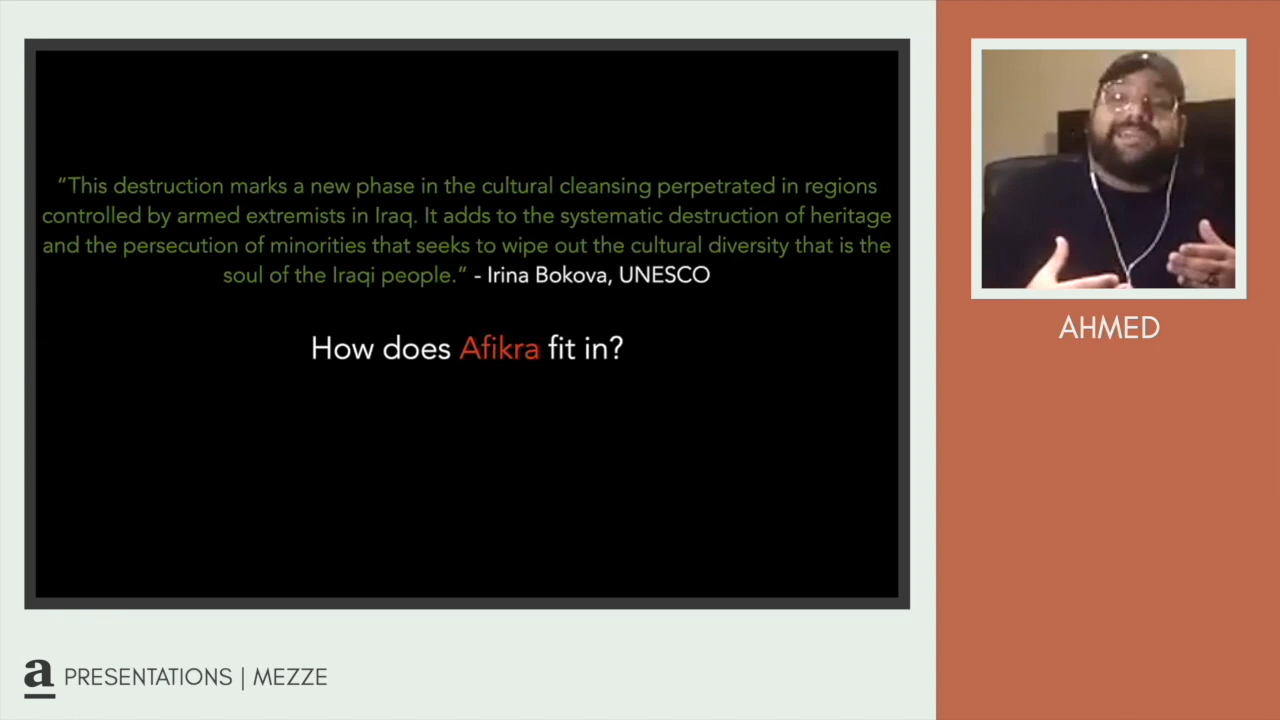 “This destruction marks a new phase in the cultural cleansing perpetrated in regions
controlled by armed extremists in Iraq. It adds to the systematic destruction of heritage
and the persecution of minorities that seeks to wipe out the cultural diversity that is the
soul of the Iraqi people.” - Irina Bokova, UNESCO
How does Afikra fit in?
AHMED
a PRESENTATIONS | MEZZE